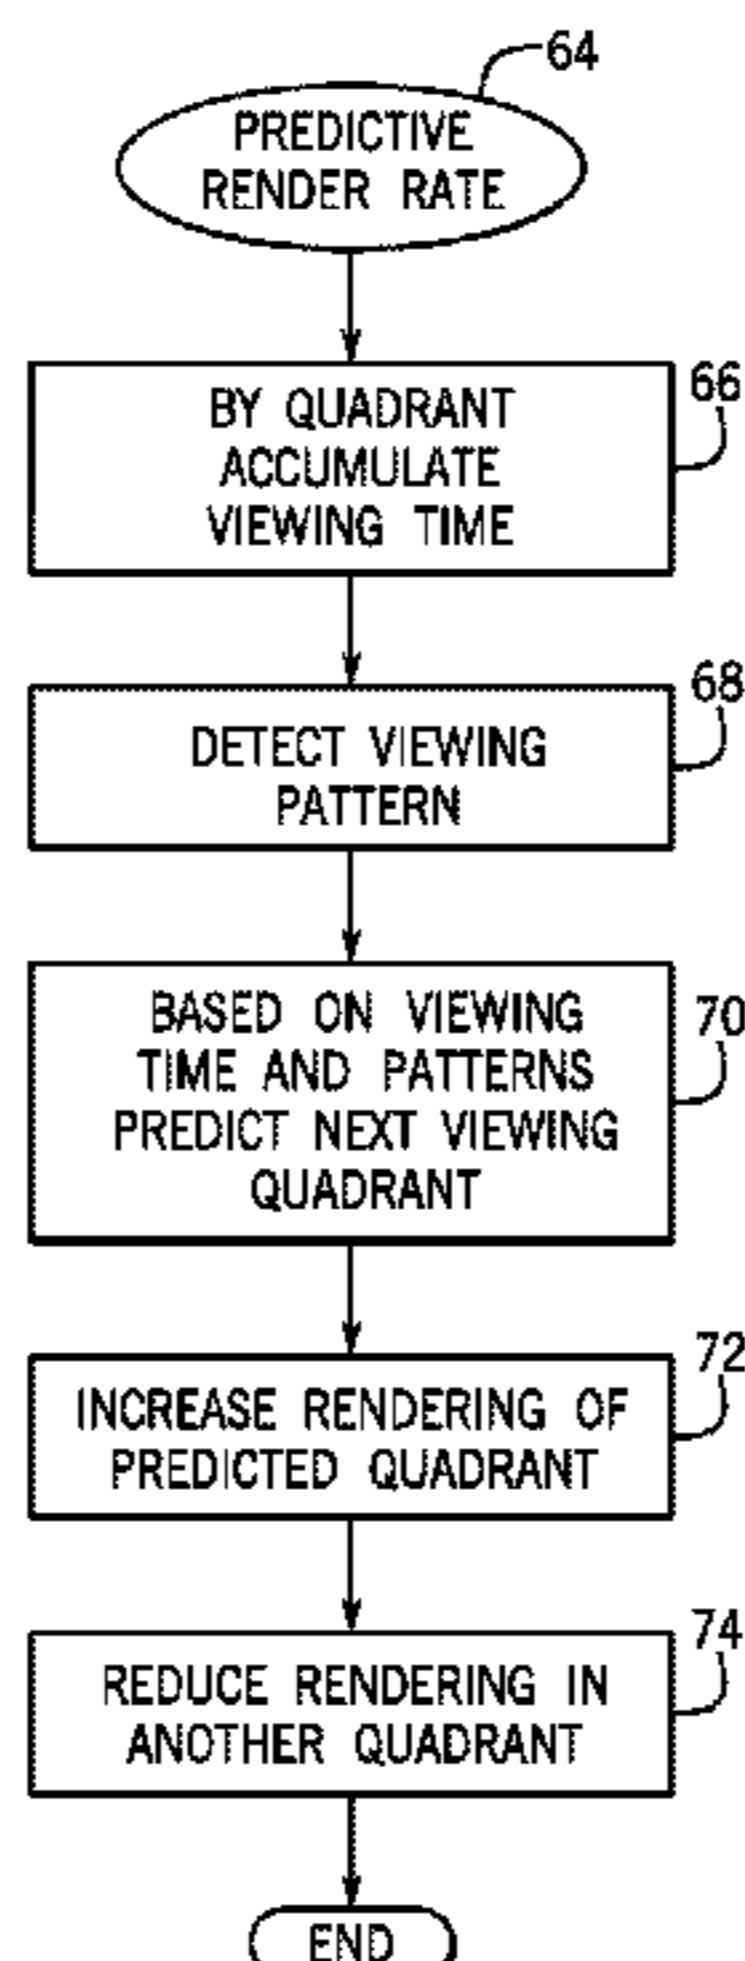 64
PREDICTIVE
RENDER RATE
66
BY QUADRANT
ACCUMULATE
VIEWING TIME
68
DETECT VIEWING
PATTERN
70
BASED ON VIEWING
TIME AND PATTERNS
PREDICT NEXT VIEWING
QUADRANT
72
INCREASE RENDERING OF
PREDICTED QUADRANT
74
REDUCE RENDERING IN
ANOTHER QUADRANT
END